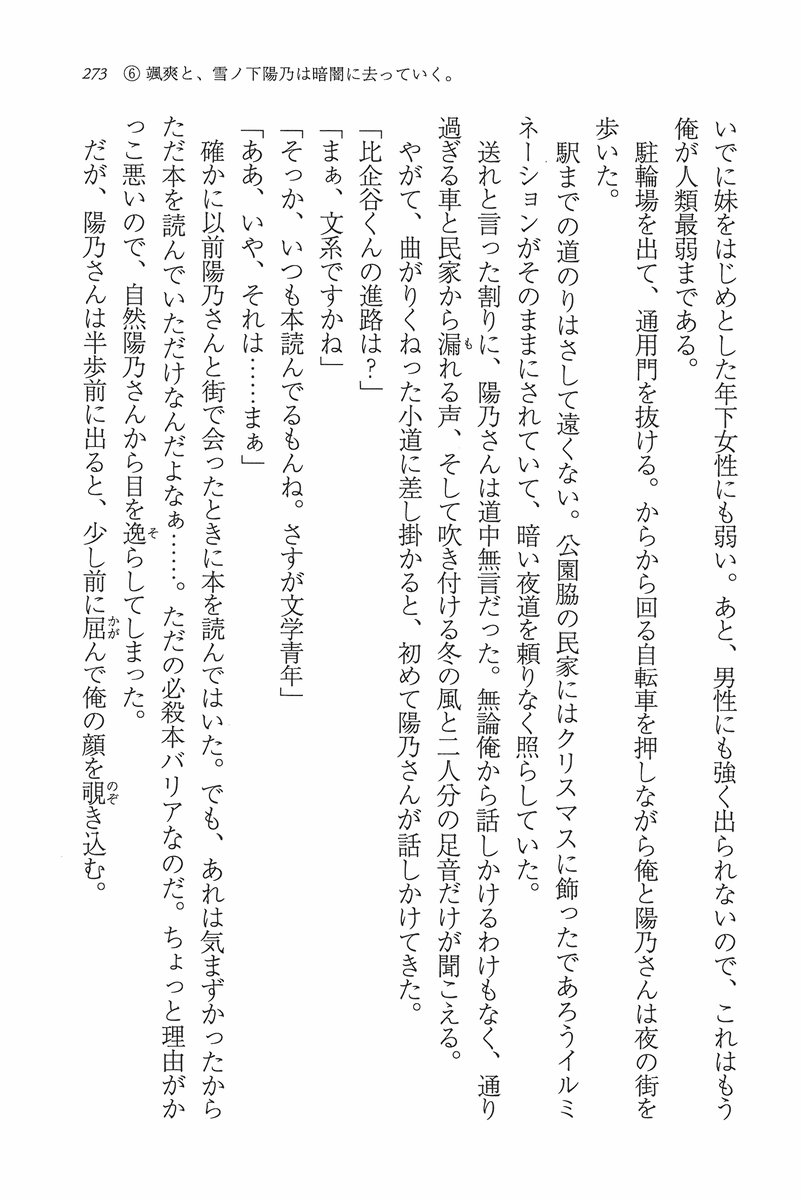 273 ⑥ 颯爽と、雪ノ下陽乃は暗闇に去っていく。
いでに妹をはじめとした年下女性にも弱い。あと、男性にも強く出られないので、これはもう
俺が人類最弱まである。
駐輪場を出て、通用門を抜ける。からから回る自転車を押しながら俺と陽乃さんは夜の街を
歩いた。
駅までの道のりはさして遠くない。公園脇の民家にはクリスマスに飾ったであろうイルミ
ネーションがそのままにされていて、暗い夜道を頼りなく照らしていた。
送れと言った割りに、陽乃さんは道中無言だった。無論俺から話しかけるわけもなく、通り
過ぎる車と民家から漏れる声、そして吹き付ける冬の風と二人分の足音だけが聞こえる。
やがて、曲がりくねった小道に差し掛かると、初めて陽乃さんが話しかけてきた。
「比企谷くんの進路は？」
「まぁ、文系ですかね」
「そっか、いつも本読んでるもんね。さすが文学青年」
「ああ、いや、それは……まぁ」
確かに以前陽乃さんと街で会ったときに本を読んではいた。でも、あれは気まずかったから
ただ本を読んでいただけなんだよなぁ……。ただの必殺本バリアなのだ。ちょっと理由がか
っこ悪いので、自然陽乃さんから目を逸らしてしまった。
だが、陽乃さんは半歩前に出ると、少し前に屈んで俺の顔を覗き込む。